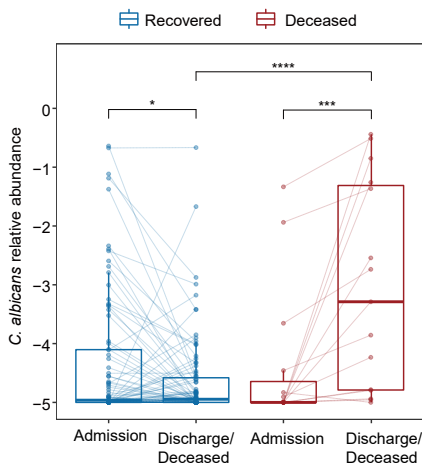 Recovered Deceased
****
* ***
C. albicans relative abundance
0
−1
−2
−3
−4
−5
Admission Discharge/ Admission Discharge/
Deceased Deceased